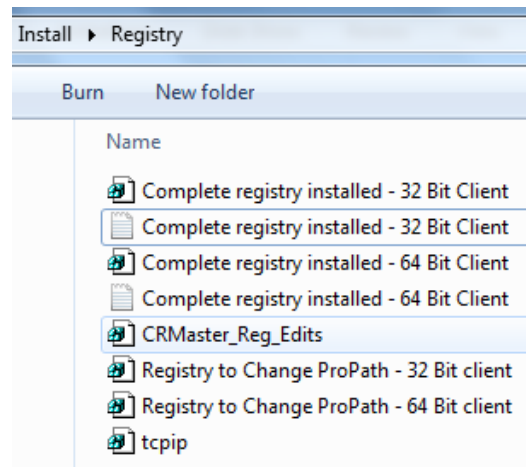 Install ▸ Registry
Burn New folder
Name
Complete registry installed - 32 Bit Client
Complete registry installed - 32 Bit Client
Complete registry installed - 64 Bit Client
Complete registry installed - 64 Bit Client
CRMaster_Reg_Edits
Registry to Change ProPath - 32 Bit client
Registry to Change ProPath - 64 Bit client
tcpip